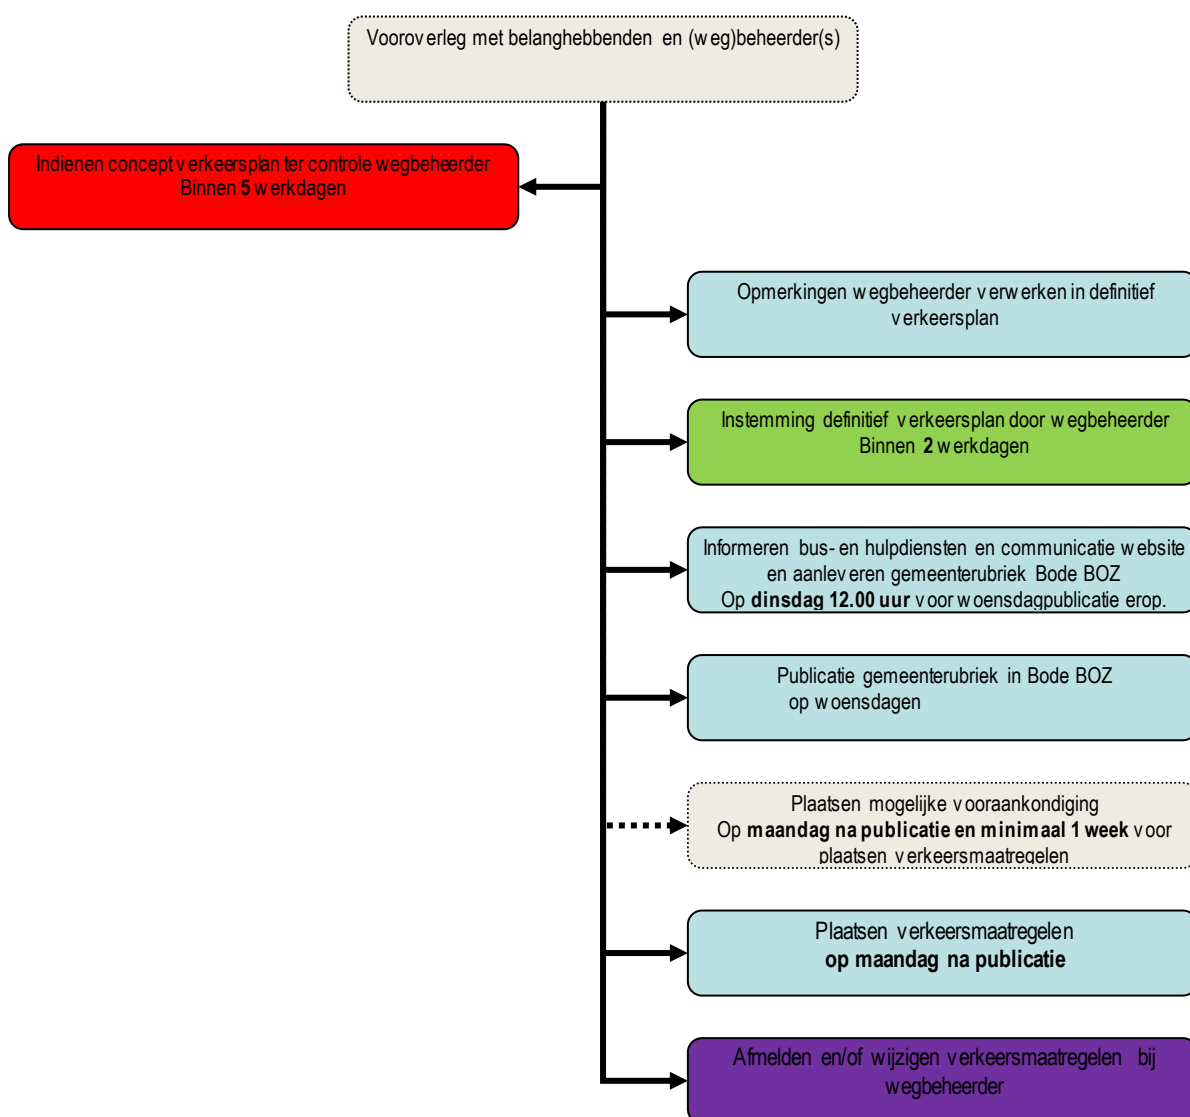 Vooroverleg met belanghebbenden en (weg)beheerder(s)
Indienen concept verkeersplan ter controle wegbeheerder
Binnen 5 werkdagen
Opmerkingen wegbeheerder verwerken in definitief
verkeersplan
Instemming definitief verkeersplan door wegbeheerder
Binnen 2 werkdagen
Informeren bus- en hulpdiensten en communicatie website
en aanleveren gemeenterubriek Bode BOZ
Op dinsdag 12.00 uur voor woensdagpublicatie erop.
Publicatie gemeenterubriek in Bode BOZ
op woensdagen
Plaatsen mogelijke vooraankondiging
Op maandag na publicatie en minimaal 1 week voor
plaatsen verkeersmaatregelen
Plaatsen verkeersmaatregelen
op maandag na publicatie
Afmelden en/of wijzigen verkeersmaatregelen bij
wegbeheerder